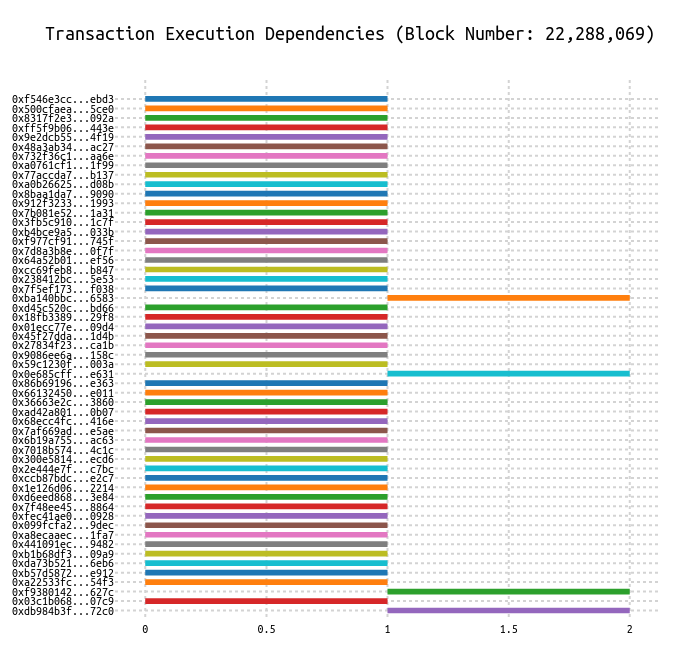 Transaction Execution Dependencies (Block Number: 22,288,069)
0xf546e3cc...ebd3
0x500cfaea...5ce0
0x8317f2e3...092a
0xff5f9b06...443e
0x9e2dcb55...4f19
0x48a3ab34...ac27
0x732f36c1...aa6e
0xa0761cf1...1f99
0x77accda7...b137
0xa0b26625...d08b
0x8baa1da7...9090
0x912f3233...1993
0x7b081e52...1a31
0x3fb5c910...1c7f
0xb4bce9a5...033b
0xf977cf91...745f
0x7d8a3b8e...0f7f
0x64a52b01...ef56
0xcc69feb8...b847
0x238412bc...5e53
0x7f5ef173...f038
0xba140bbc...6583
0xd45c520c...bd66
0x18fb3389...29f8
0x01ecc77e...09d4
0x45f27dda...1d4b
0x27834f23...ca1b
0x9086ee6a...158c
0x59c1230f...003a
0x0e685cff...e631
0x86b69196...e363
0x66132450...e011
0x36663e2c...3860
0xad42a801...0b07
0x68ecc4fc...416e
0x7af669ad...e5ae
0x6b19a755...ac63
0x7018b574...4c1c
0x300e5814...ecd6
0x2e444e7f...c7bc
0xccb87bdc...e2c7
0x1e126d06...2214
0xd6eed868...3e84
0x7f48ee45...8864
0xfec41ae0...0928
0x099fcfa2...9dec
0xa8ecaaec...1fa7
0x441091ec...9482
0xb1b68df3...09a9
0xda73b521...6eb6
0xb57d5872...e912
0xa22533fc...54f3
0xf9380142...627c
0x03c1b068...07c9
0xdb984b3f...72c0
0 0.5 1 1.5 2